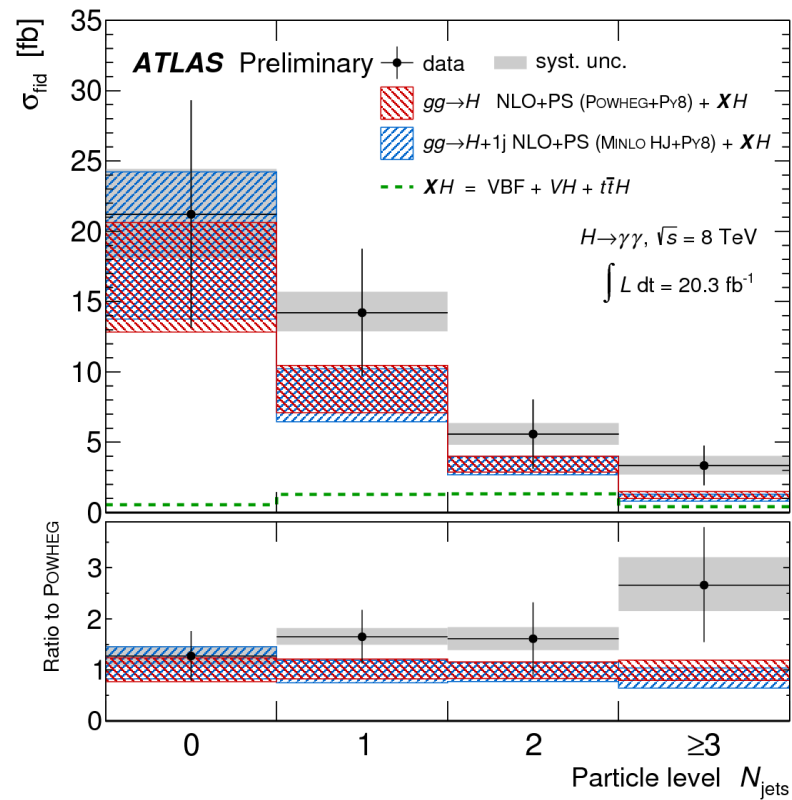 σfid [fb]
35
30
25
20
15
10
5
0
ATLAS Preliminary
data
syst. unc.
gg→H NLO+PS (POWHEG+PY8) + XH
gg→H+1j NLO+PS (MINLO HJ+PY8) + XH
XH = VBF + VH + tt̄H
H→γγ, √s = 8 TeV
∫ L dt = 20.3 fb⁻¹
Ratio to POWHEG
3
2
1
0
0 1 2 ≥3
Particle level Njets